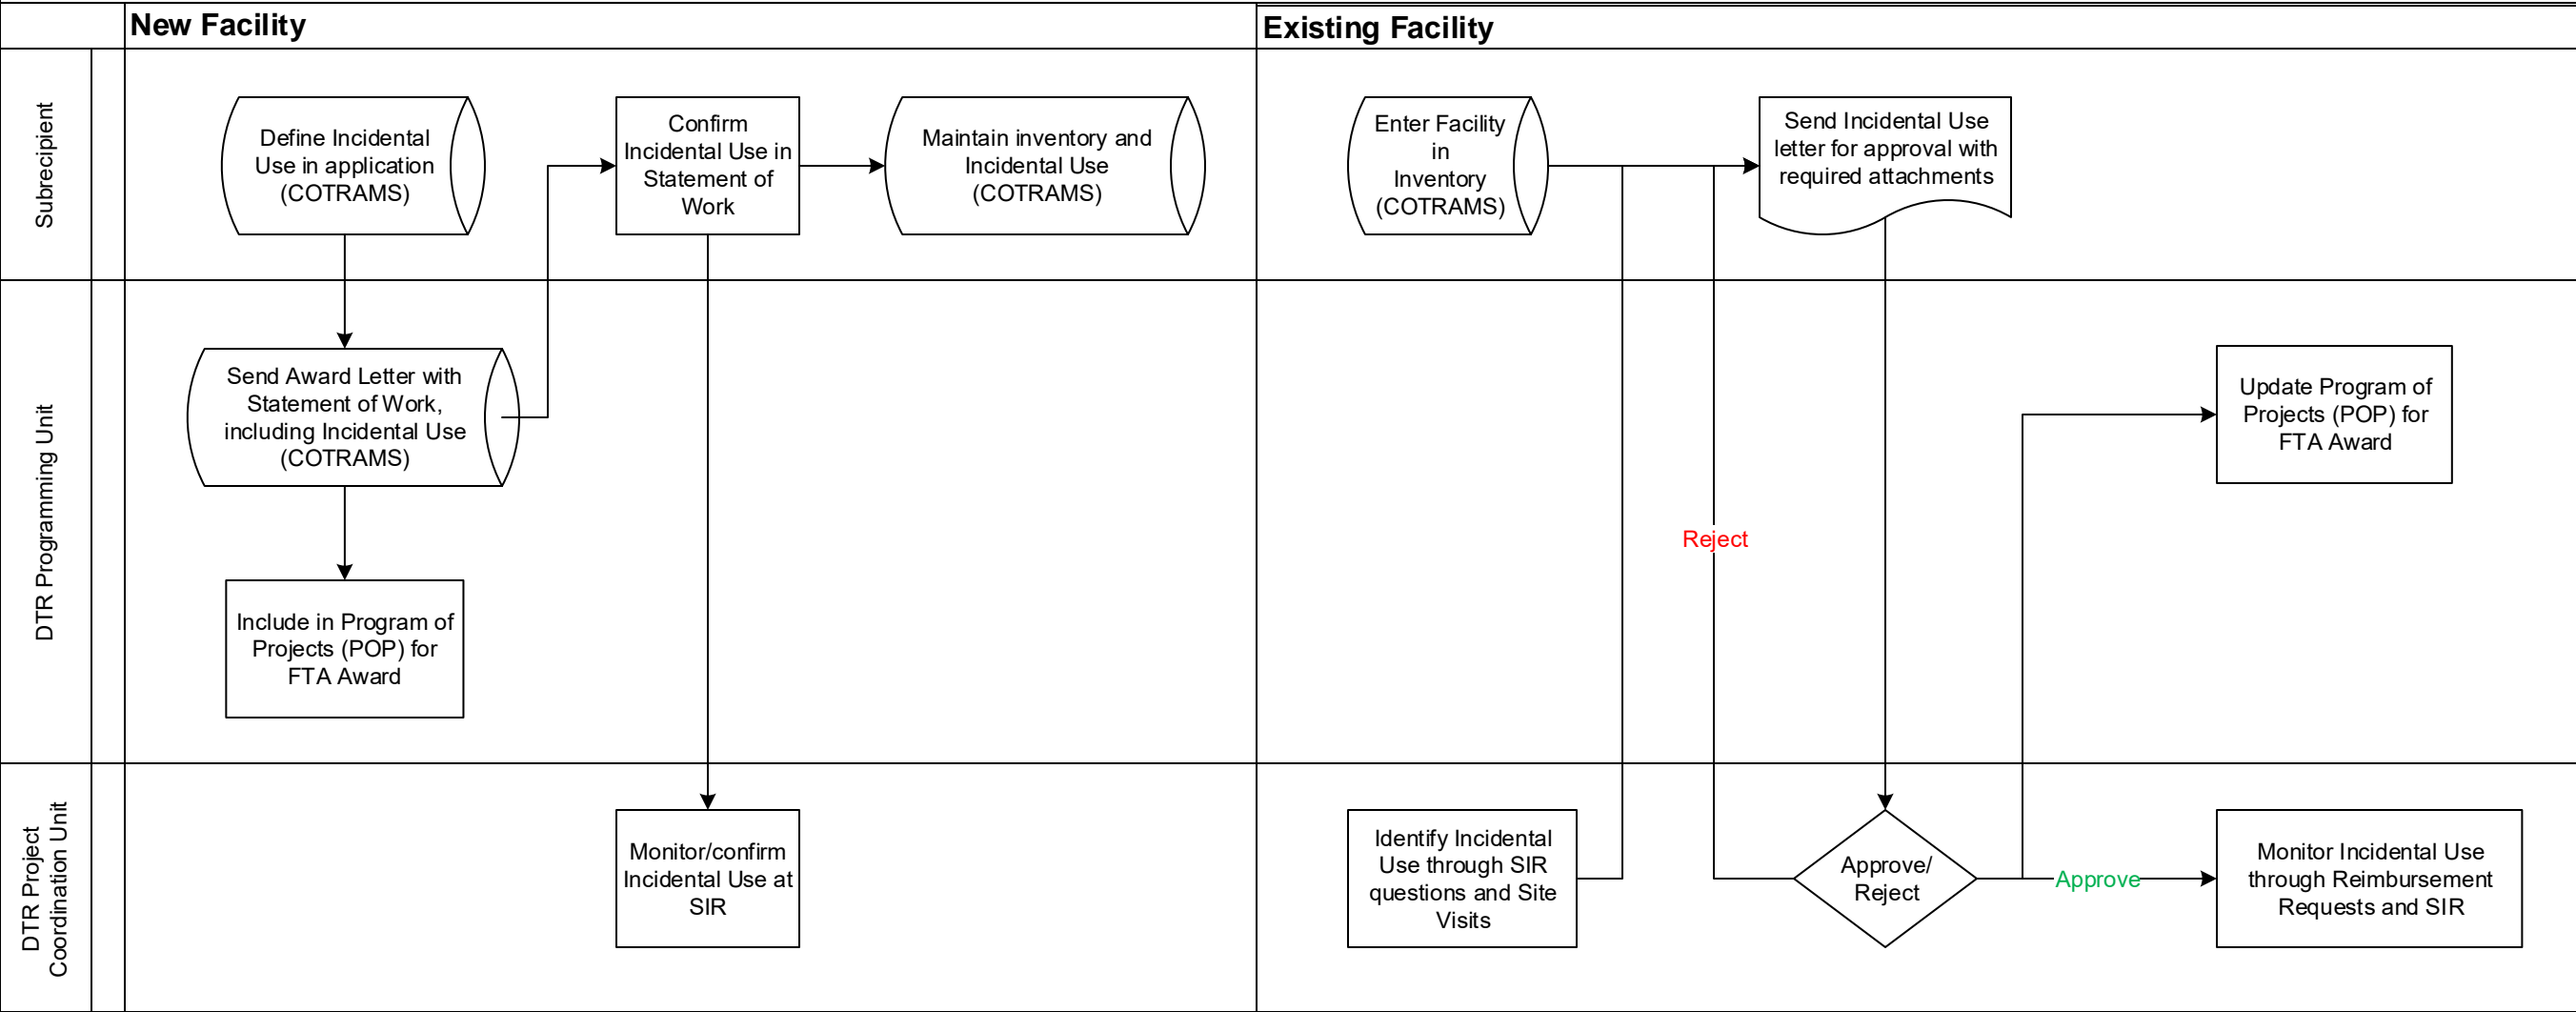 New Facility
Existing Facility
Subrecipient
Define Incidental
Use in application
(COTRAMS)
Confirm
Incidental Use in
Statement of
Work
Maintain inventory and
Incidental Use
(COTRAMS)
Enter Facility
in
Inventory
(COTRAMS)
Send Incidental Use
letter for approval with
required attachments
DTR Programming Unit
Send Award Letter with
Statement of Work,
including Incidental Use
(COTRAMS)
Include in Program of
Projects (POP) for
FTA Award
Reject
Update Program of
Projects (POP) for
FTA Award
DTR Project
Coordination Unit
Monitor/confirm
Incidental Use at
SIR
Identify Incidental
Use through SIR
questions and Site
Visits
Approve/
Reject
Approve
Monitor Incidental Use
through Reimbursement
Requests and SIR